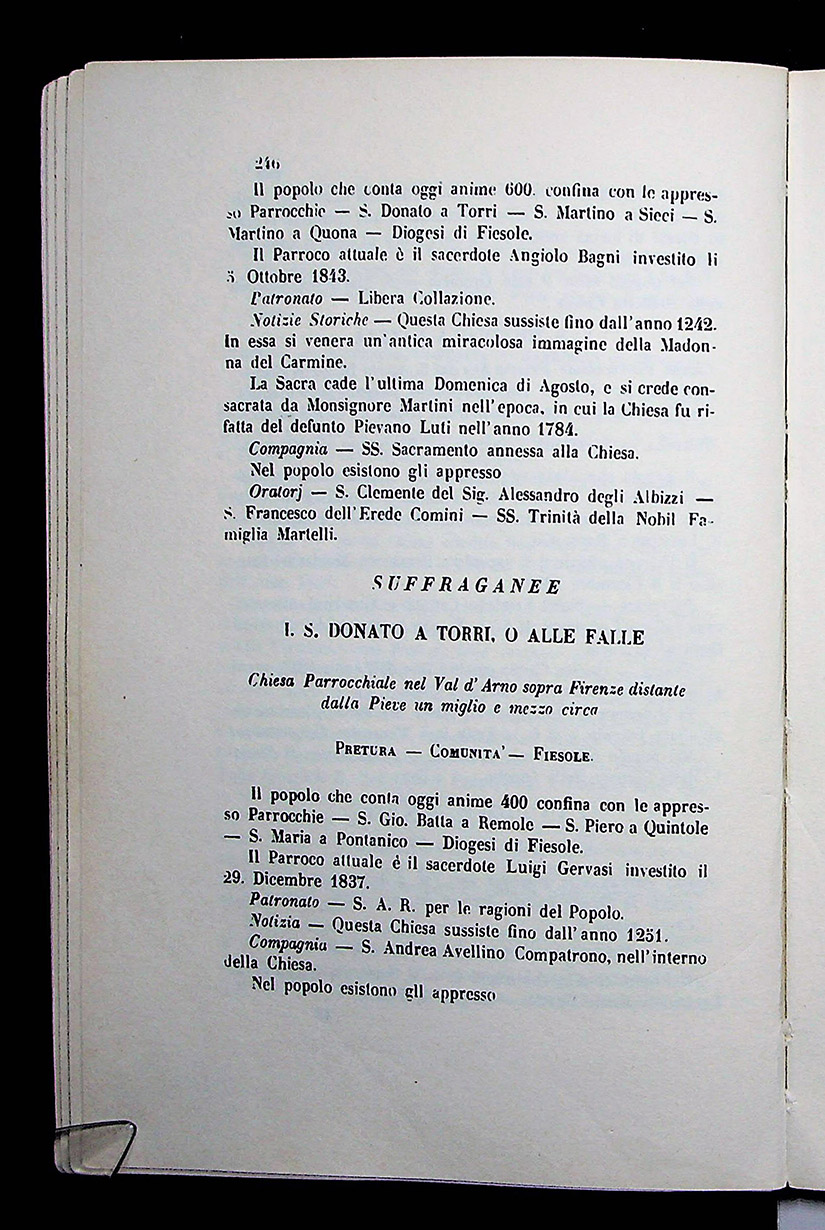 246
Il popolo che conta oggi anime 600. confina con le appres-
so Parrocchie — S. Donato a Torri — S. Martino a Sieci — S.
Martino a Quona — Diogesi di Fiesole.
Il Parroco attuale è il sacerdote Angiolo Bagni investito li
5 Ottobre 1843.
Patronato — Libera Collazione.
Notizie Storiche — Questa Chiesa sussiste fino dall'anno 1242.
In essa si venera un'antica miracolosa immagine della Madon-
na del Carmine.
La Sacra cade l'ultima Domenica di Agosto, e si crede con-
sacrata da Monsignore Martini nell'epoca, in cui la Chiesa fu ri-
fatta del defunto Pievano Luti nell'anno 1784.
Compagnia — SS. Sacramento annessa alla Chiesa.
Nel popolo esistono gli appresso
Oratorj — S. Clemente del Sig. Alessandro degli Albizzi —
S. Francesco dell'Erede Comini — SS. Trinità della Nobil Fa-
miglia Martelli.
SUFFRAGANEE
I. S. DONATO A TORRI, O ALLE FALLE
Chiesa Parrocchiale nel Val d'Arno sopra Firenze distante
dalla Pieve un miglio e mezzo circa
PRETURA — COMUNITA' — FIESOLE.
Il popolo che conta oggi anime 400 confina con le appres-
so Parrocchie — S. Gio. Batta a Remole — S. Piero a Quintole
— S. Maria a Pontanico — Diogesi di Fiesole.
Il Parroco attuale è il sacerdote Luigi Gervasi investito il
29. Dicembre 1837.
Patronato — S. A. R. per le ragioni del Popolo.
Notizia — Questa Chiesa sussiste fino dall'anno 1251.
Compagnia — S. Andrea Avellino Compatrono, nell'interno
della Chiesa.
Nel popolo esistono gli appresso